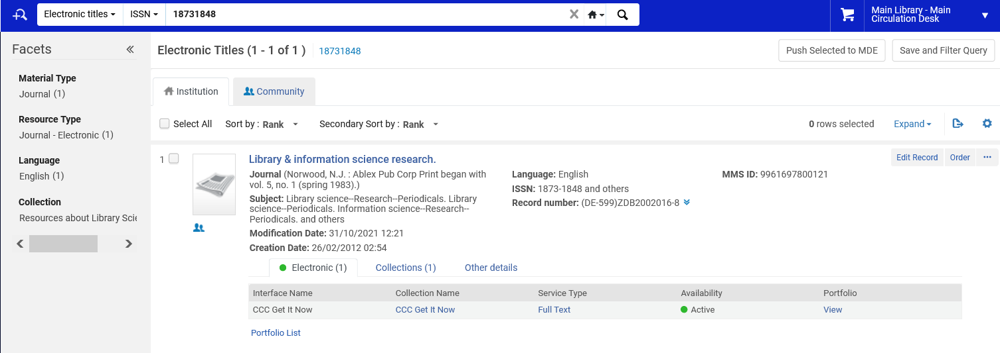 Electronic titles ISSN 18731848
Main Library - Main
Circulation Desk
Facets
Material Type
Journal (1)
Resource Type
Journal - Electronic (1)
Language
English (1)
Collection
Resources about Library Scie
Electronic Titles (1 - 1 of 1 ) 18731848
Push Selected to MDE Save and Filter Query
Institution Community
Select All Sort by : Rank Secondary Sort by : Rank 0 rows selected Expand
1
Library & information science research.
Edit Record Order
Journal (Norwood, N.J. : Ablex Pub Corp Print began with
vol. 5, no. 1 (spring 1983).)
Subject: Library science--Research--Periodicals. Library
science--Periodicals. Information science--Research--
Periodicals. and others
Modification Date: 31/10/2021 12:21
Creation Date: 26/02/2012 02:54
Language: English
ISSN: 1873-1848 and others
Record number: (DE-599)ZDB2002016-8
MMS ID: 9961697800121
Electronic (1) Collections (1) Other details
Interface Name Collection Name Service Type Availability Portfolio
CCC Get It Now CCC Get It Now Full Text Active View
Portfolio List